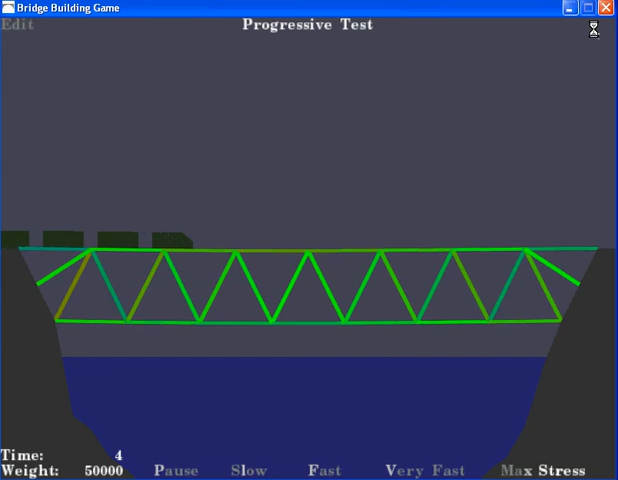 Bridge Building Game
Edit
Progressive Test
Time: 4
Weight: 50000
Pause Slow Fast Very Fast Max Stress